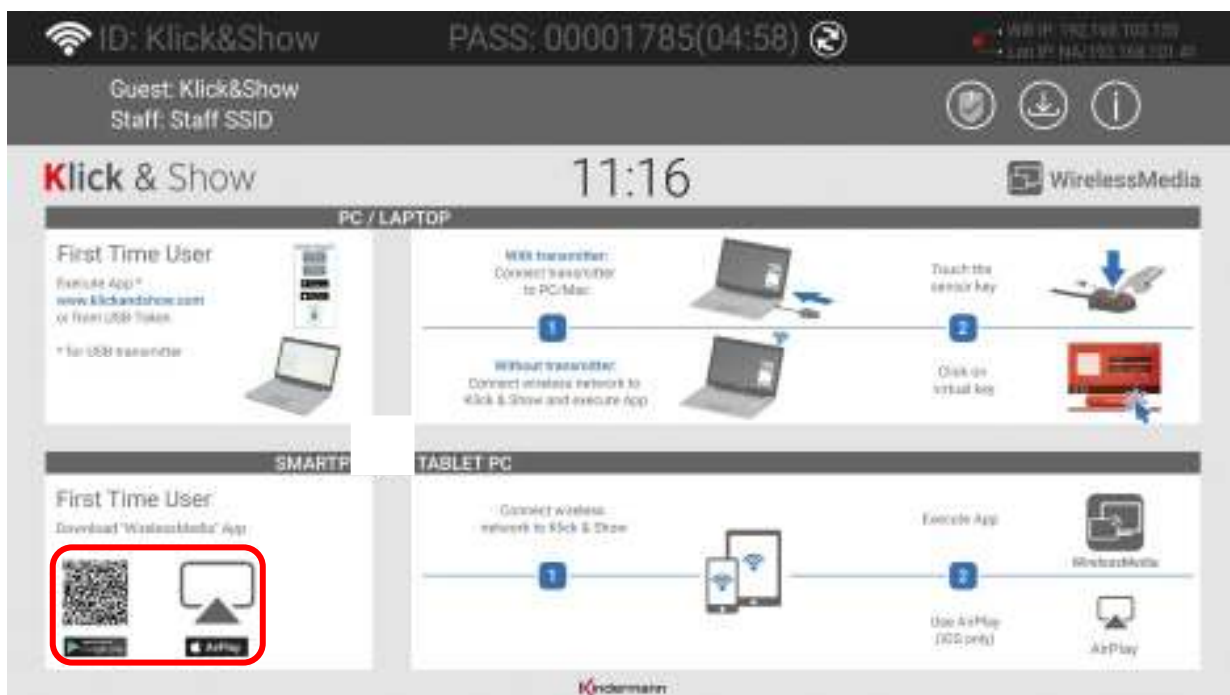 ID: Klick&Show
PASS: 00001785(04:58)
Guest: Klick&Show
Staff: Staff SSID
Klick & Show
11:16
WirelessMedia
PC / LAPTOP
First Time User
Execute App *
www.klickandshow.com
or from USB Token
* for USB transmitter
With transmitter:
Connect transmitter
to PC/Mac
1
Without transmitter:
Connect wireless network to
Klick & Show and execute App
Touch the
sensor key
2
Click on
virtual key
SMARTP
TABLET PC
First Time User
Download "WirelessMedia" App
AirPlay
Connect wireless
network to Klick & Show
1
Execute App
WirelessMedia
2
Use AirPlay
(iOS only)
AirPlay
Kindermann